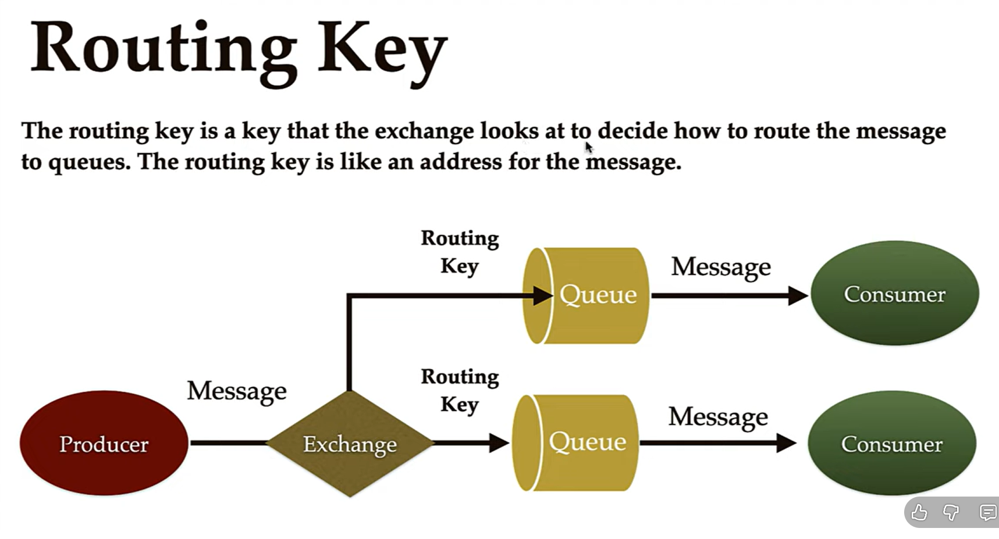 Routing Key
The routing key is a key that the exchange looks at to decide how to route the message
to queues. The routing key is like an address for the message.
Routing
Key
Queue
Message
Consumer
Producer
Message
Exchange
Routing
Key
Queue
Message
Consumer